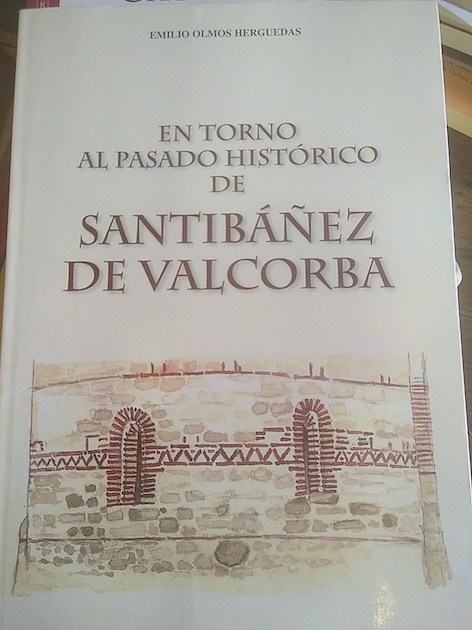 EMILIO OLMOS HERGUEDAS
EN TORNO
AL PASADO HISTÓRICO
DE
SANTIBÁÑEZ
DE VALCORBA